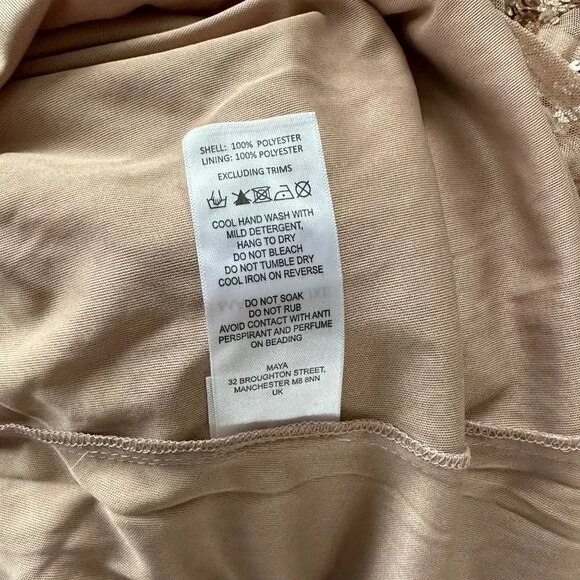 SHELL: 100% POLYESTER
LINING: 100% POLYESTER
EXCLUDING TRIMS
COOL HAND WASH WITH
MILD DETERGENT,
HANG TO DRY
DO NOT BLEACH
DO NOT TUMBLE DRY
COOL IRON ON REVERSE
DO NOT SOAK
DO NOT RUB
AVOID CONTACT WITH ANTI
PERSPIRANT AND PERFUME
ON BEADING
MAYA
32 BROUGHTON STREET,
MANCHESTER M8 8NN
UK